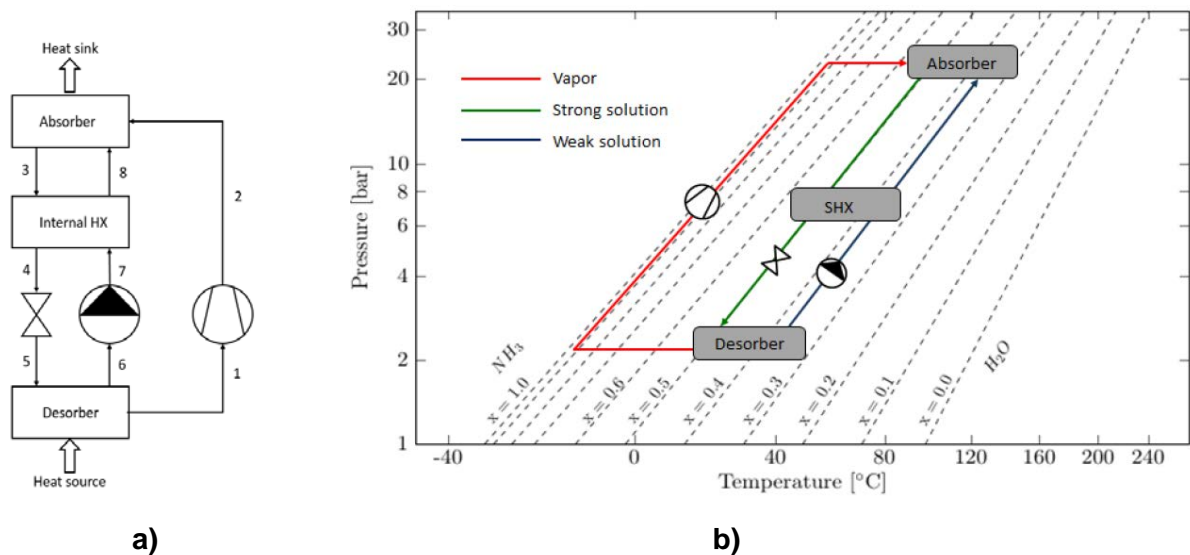 Heat sink
Absorber
3
8
2
Internal HX
4
7
5
6
1
Desorber
Heat source
a)
Pressure [bar]
30
20
10
8
6
4
2
1
Vapor
Strong solution
Weak solution
Absorber
SHX
Desorber
NH₃
H₂O
x = 1.0
x = 0.6
x = 0.5
x = 0.4
x = 0.3
x = 0.2
x = 0.1
x = 0.0
-40
0
40
80
120
160
200
240
Temperature [°C]
b)